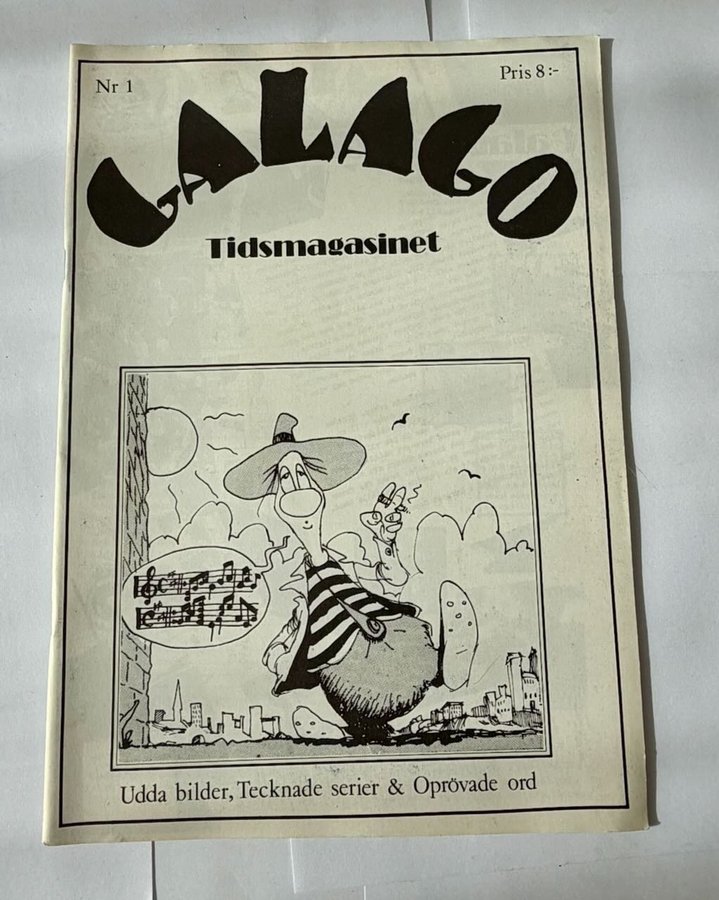 Nr 1
Pris 8:-
GALAGO
Tidsmagasinet
Udda bilder, Tecknade serier & Oprövade ord